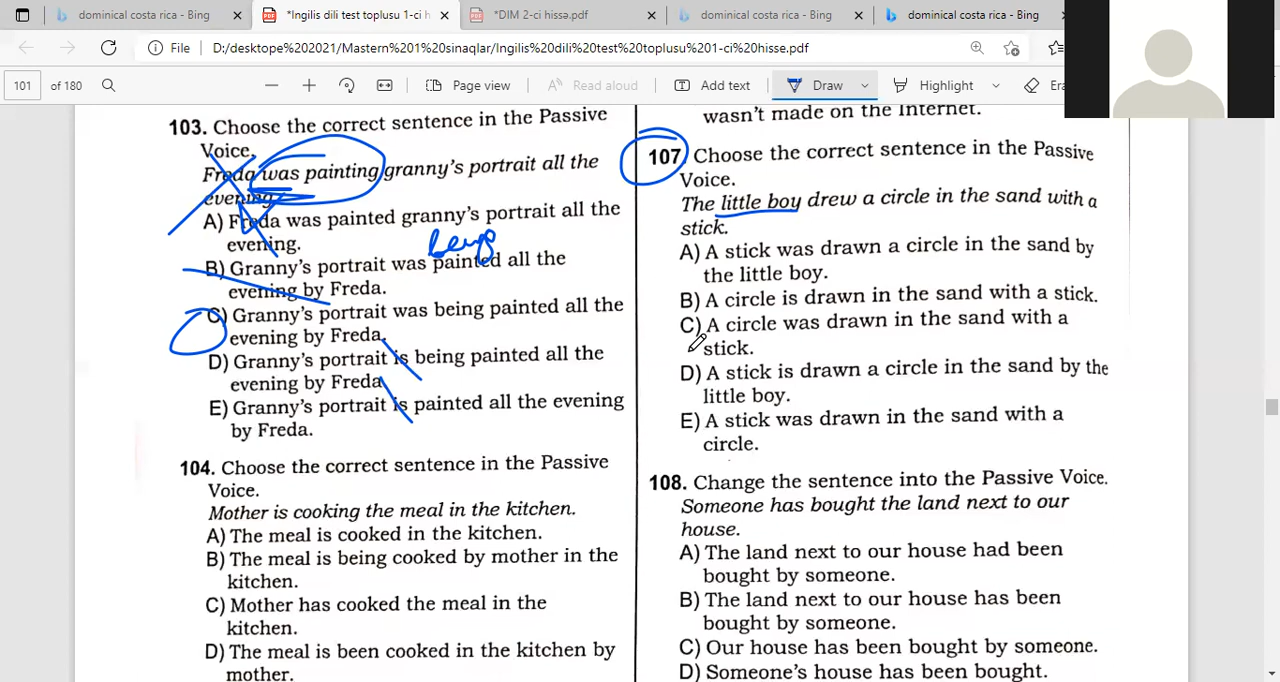 dominical costa rica - Bing
*Ingilis dili test toplusu 1-ci h
*DIM 2-ci hissə.pdf
dominical costa rica - Bing
dominical costa rica - Bing
File
D:/desktope%202021/Mastern%201%20sinaqlar/Ingilis%20dili%20test%20toplusu%201-ci%20hisse.pdf
101 of 180
Page view
Read aloud
Add text
Draw
Highlight
Era
103. Choose the correct sentence in the Passive
Voice.
Freda was painting granny's portrait all the
evening.
A) Freda was painted granny's portrait all the
evening.
being
B) Granny's portrait was painted all the
evening by Freda.
C) Granny's portrait was being painted all the
evening by Freda.
D) Granny's portrait is being painted all the
evening by Freda
E) Granny's portrait is painted all the evening
by Freda.
104. Choose the correct sentence in the Passive
Voice.
Mother is cooking the meal in the kitchen.
A) The meal is cooked in the kitchen.
B) The meal is being cooked by mother in the
kitchen.
C) Mother has cooked the meal in the
kitchen.
D) The meal is been cooked in the kitchen by
mother.
wasn't made on the Internet.
107 Choose the correct sentence in the Passive
Voice.
The little boy drew a circle in the sand with a
stick.
A) A stick was drawn a circle in the sand by
the little boy.
B) A circle is drawn in the sand with a stick.
C) A circle was drawn in the sand with a
stick.
D) A stick is drawn a circle in the sand by the
little boy.
E) A stick was drawn in the sand with a
circle.
108. Change the sentence into the Passive Voice.
Someone has bought the land next to our
house.
A) The land next to our house had been
bought by someone.
B) The land next to our house has been
bought by someone.
C) Our house has been bought by someone.
D) Someone's house has been bought.